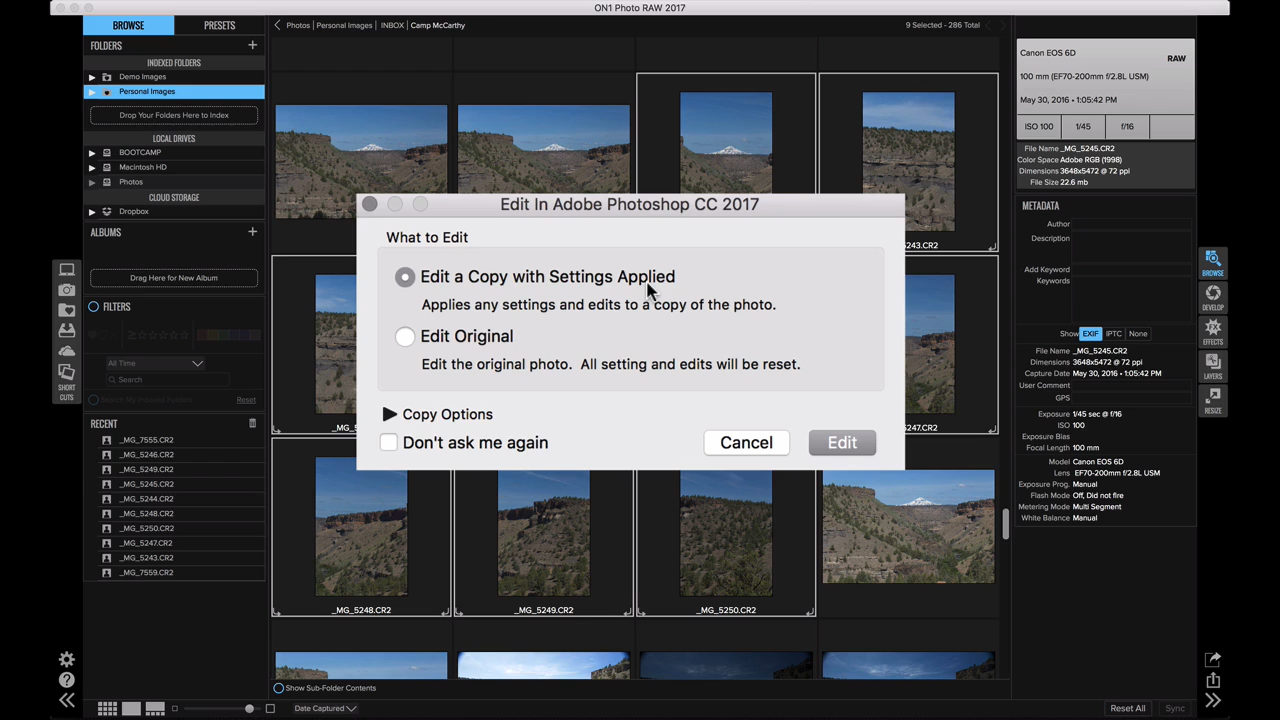 ON1 Photo RAW 2017
BROWSE
PRESETS
Photos | Personal Images | INBOX | Camp McCarthy
9 Selected - 286 Total
FOLDERS
INDEXED FOLDERS
Demo Images
Personal Images
Drop Your Folders Here to Index
LOCAL DRIVES
BOOTCAMP
Macintosh HD
Photos
CLOUD STORAGE
Dropbox
ALBUMS
Drag Here for New Album
FILTERS
All Time
Search
Reset
RECENT
_MG_7555.CR2
_MG_5246.CR2
_MG_5249.CR2
_MG_5245.CR2
_MG_5244.CR2
_MG_5248.CR2
_MG_5250.CR2
_MG_5247.CR2
_MG_5243.CR2
_MG_7559.CR2
SHORT
CUTS
Edit In Adobe Photoshop CC 2017
What to Edit
Edit a Copy with Settings Applied
Applies any settings and edits to a copy of the photo.
Edit Original
Edit the original photo. All setting and edits will be reset.
Copy Options
Don't ask me again
Cancel
Edit
243.CR2
_MG_5
247.CR2
_MG_5248.CR2
_MG_5249.CR2
_MG_5250.CR2
Show Sub-Folder Contents
Date Captured
Canon EOS 6D
RAW
100 mm (EF70-200mm f/2.8L USM)
May 30, 2016 • 1:05:42 PM
ISO 100
1/45
f/16
File Name _MG_5245.CR2
Color Space Adobe RGB (1998)
Dimensions 3648x5472 @ 72 ppi
File Size 22.6 mb
METADATA
Author
Description
Add Keyword
Keywords
Show EXIF IPTC None
File Name _MG_5245.CR2
Dimensions 3648x5472 @ 72 ppi
Capture Date May 30, 2016 • 1:05:42 PM
User Comment
GPS
Exposure 1/45 sec @ f/16
ISO 100
Exposure Bias
Focal Length 100 mm
Model Canon EOS 6D
Lens EF70-200mm f/2.8L USM
Exposure Prog. Manual
Flash Mode Off, Did not fire
Metering Mode Multi Segment
White Balance Manual
BROWSE
DEVELOP
EFFECTS
LAYERS
RESIZE
Reset All
Sync